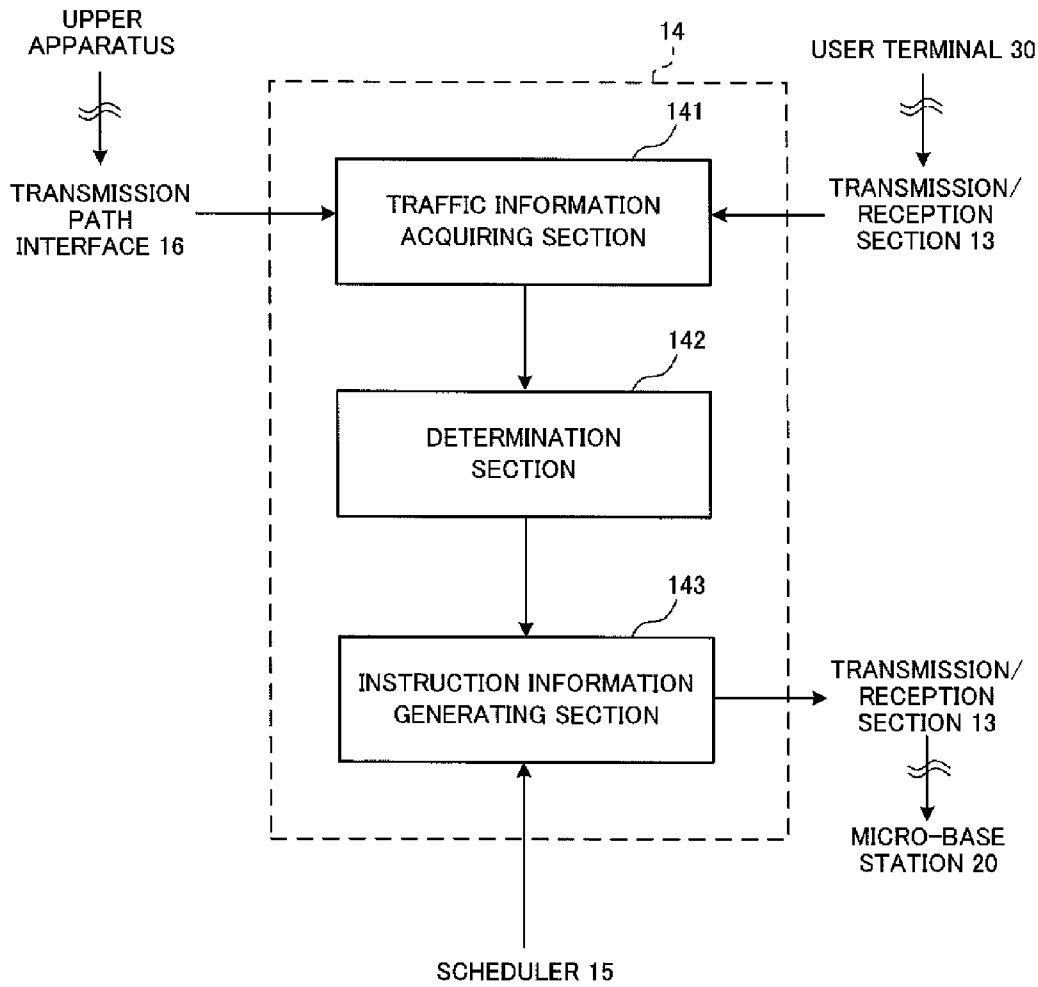 UPPER
APPARATUS
14
USER TERMINAL 30
141
TRANSMISSION
PATH
INTERFACE 16
TRAFFIC INFORMATION
ACQUIRING SECTION
TRANSMISSION/
RECEPTION
SECTION 13
142
DETERMINATION
SECTION
143
INSTRUCTION INFORMATION
GENERATING SECTION
TRANSMISSION/
RECEPTION
SECTION 13
MICRO-BASE
STATION 20
SCHEDULER 15